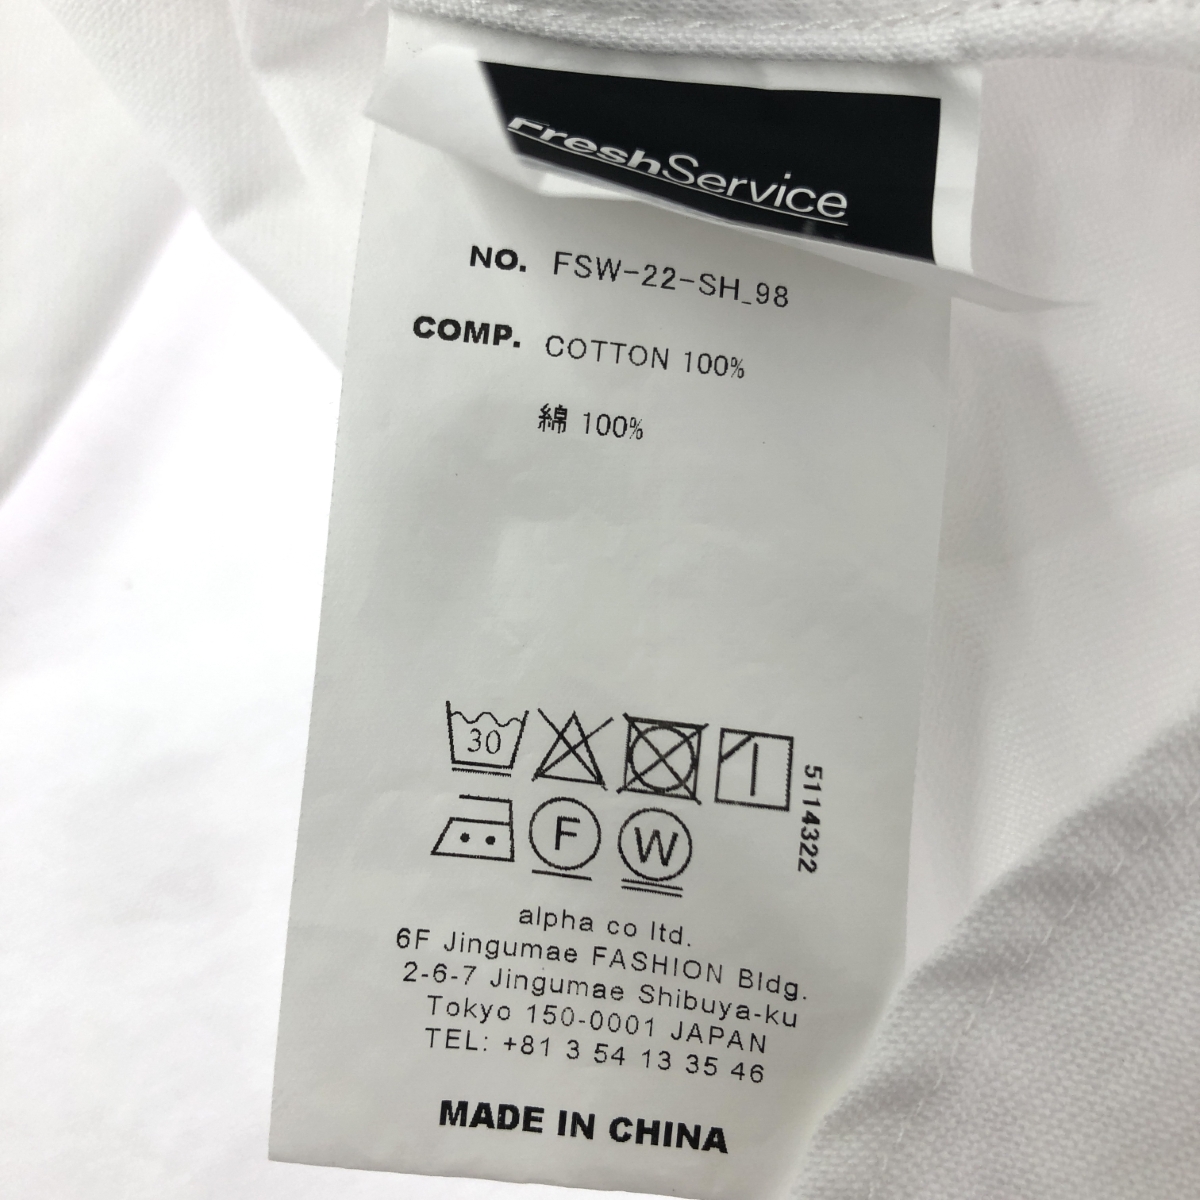 FreshService
NO. FSW-22-SH_98
COMP. COTTON 100%
綿 100%
30
5114322
F W
alpha co ltd.
6F Jingumae FASHION Bldg.
2-6-7 Jingumae Shibuya-ku
Tokyo 150-0001 JAPAN
TEL: +81 3 54 13 35 46
MADE IN CHINA